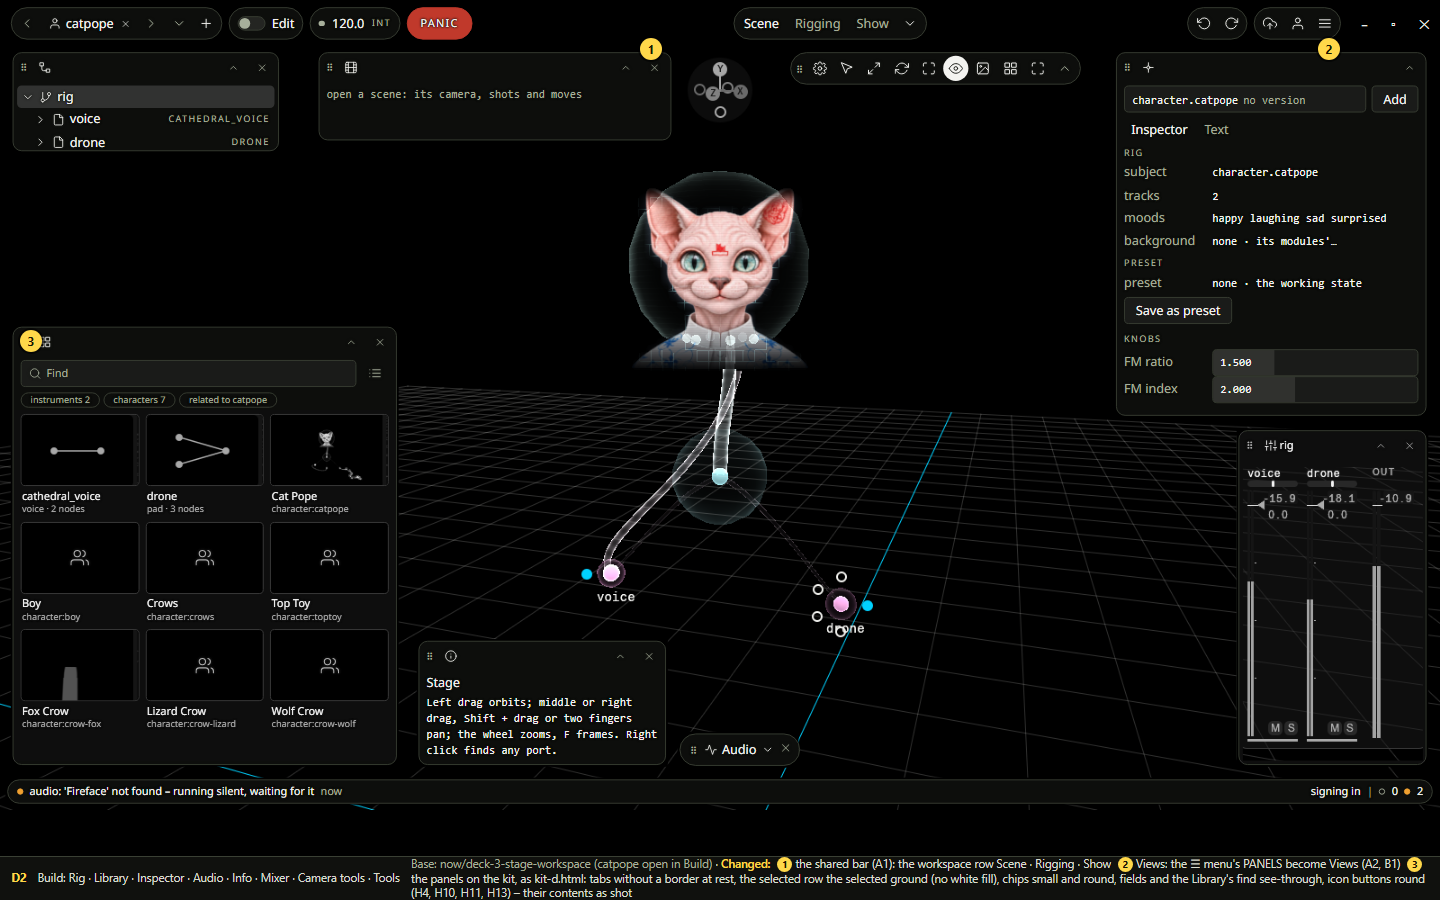 catpope
Edit
120.0 INT
PANIC
Scene Rigging Show
1
2
rig
voice CATHEDRAL_VOICE
drone DRONE
open a scene: its camera, shots and moves
Y
Z
X
character.catpope no version
Add
Inspector Text
RIG
subject character.catpope
tracks 2
moods happy laughing sad surprised
background none · its modules'…
PRESET
preset none · the working state
Save as preset
KNOBS
FM ratio 1.500
FM index 2.000
3
Find
instruments 2 characters 7 related to catpope
cathedral_voice drone Cat Pope
voice · 2 nodes pad · 3 nodes character:catpope
Boy Crows Top Toy
character:boy character:crows character:toptoy
Fox Crow Lizard Crow Wolf Crow
character:crow-fox character:crow-lizard character:crow-wolf
voice
drone
rig
voice drone OUT
-15.9 -18.1 -10.9
0.0 0.0
M S M S
Stage
Left drag orbits; middle or right
drag, Shift + drag or two fingers
pan; the wheel zooms, F frames. Right
click finds any port.
Audio
audio: 'Fireface' not found – running silent, waiting for it now
signing in | 0 2
D2 Build: Rig · Library · Inspector · Audio · Info · Mixer · Camera tools · Tools
Base: now/deck-3-stage-workspace (catpope open in Build) · Changed: 1 the shared bar (A1): the workspace row Scene · Rigging · Show 2 Views: the ☰ menu's PANELS become Views (A2, B1) 3
the panels on the kit, as kit-d.html: tabs without a border at rest, the selected row the selected ground (no white fill), chips small and round, fields and the Library's find see-through, icon buttons round
(H4, H10, H11, H13) – their contents as shot